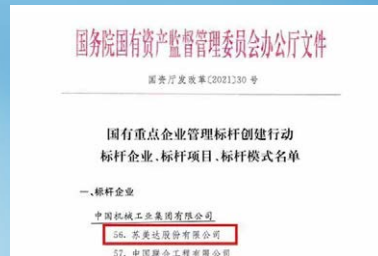 国务院国有资产监督管理委员会办公厅文件
国资厅发改革〔2021〕30 号
国有重点企业管理标杆创建行动
标杆企业、标杆项目、标杆模式名单
一、标杆企业
中国机械工业集团有限公司
56. 苏美达股份有限公司
57. 中国联合工程有限公司